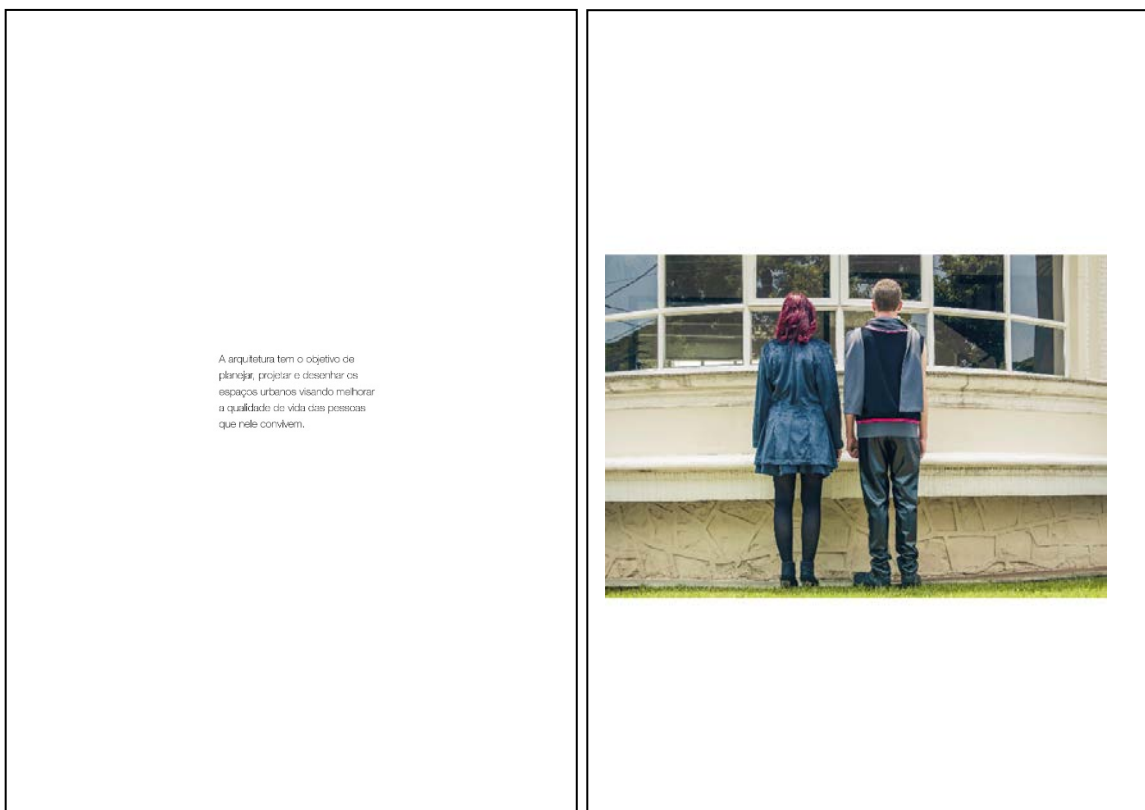 A arquitetura tem o objetivo de
planejar, projetar e desenhar os
espaços urbanos visando melhorar
a qualidade de vida das pessoas
que nele convivem.